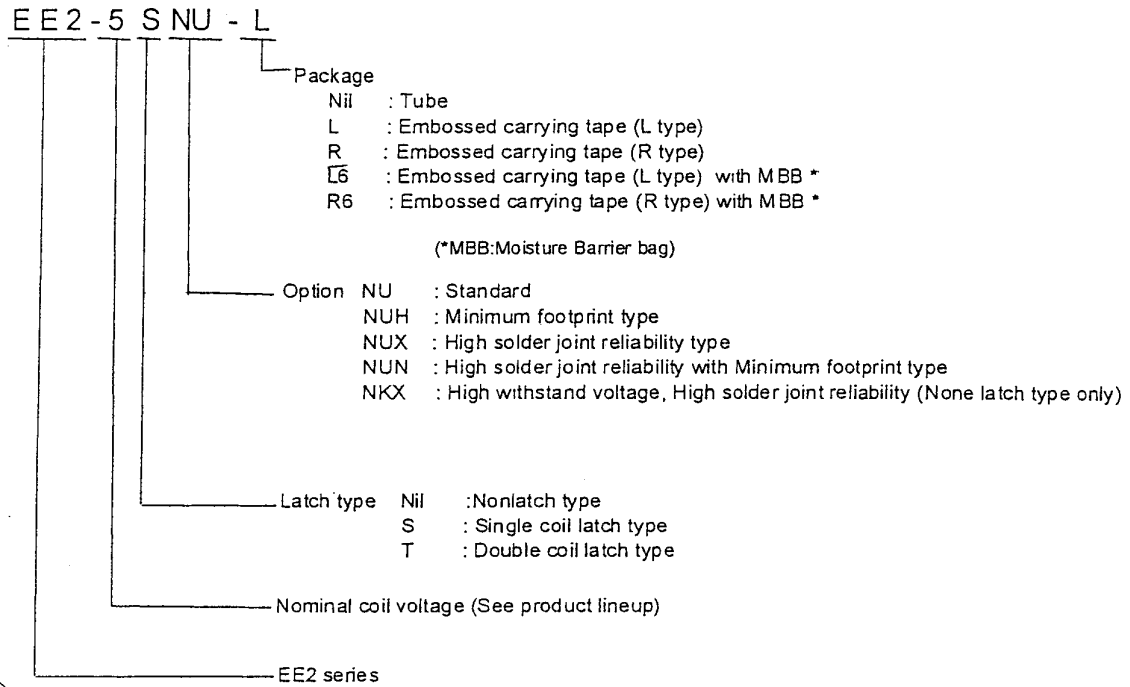 EE2-5 S NU - L
Package
Nil : Tube
L : Embossed carrying tape (L type)
R : Embossed carrying tape (R type)
L6 : Embossed carrying tape (L type) with MBB *
R6 : Embossed carrying tape (R type) with MBB *
(*MBB:Moisture Barrier bag)
Option NU : Standard
NUH : Minimum footprint type
NUX : High solder joint reliability type
NUN : High solder joint reliability with Minimum footprint type
NKX : High withstand voltage, High solder joint reliability (None latch type only)
Latch type Nil :Nonlatch type
S : Single coil latch type
T : Double coil latch type
Nominal coil voltage (See product lineup)
EE2 series